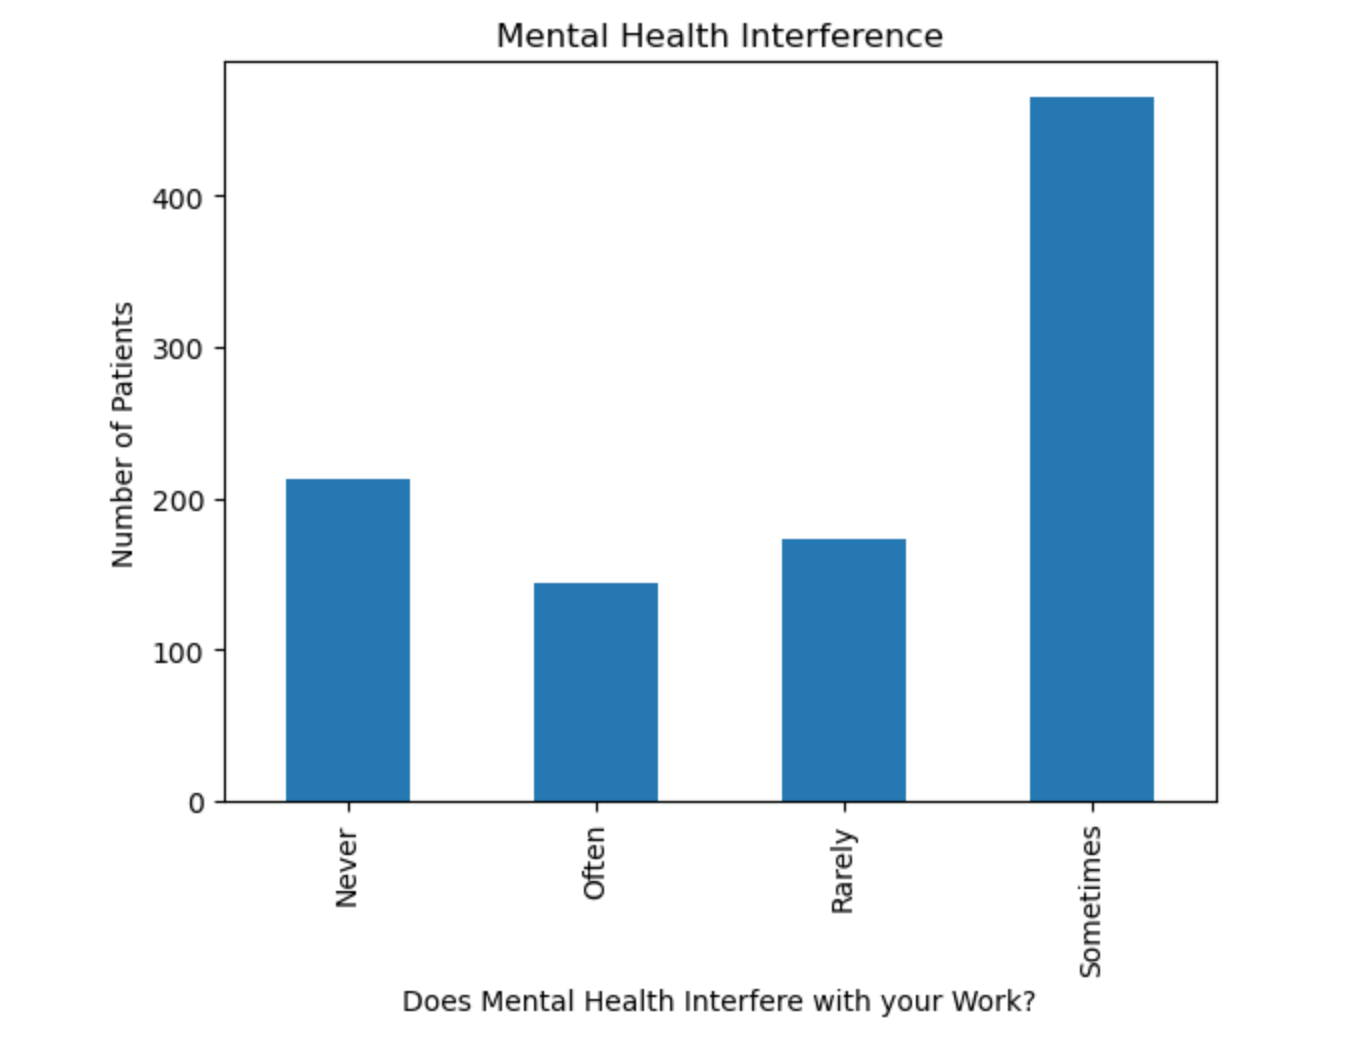 Mental Health Interference
Number of Patients
400
300
200
100
0
Never
Often
Rarely
Sometimes
Does Mental Health Interfere with your Work?